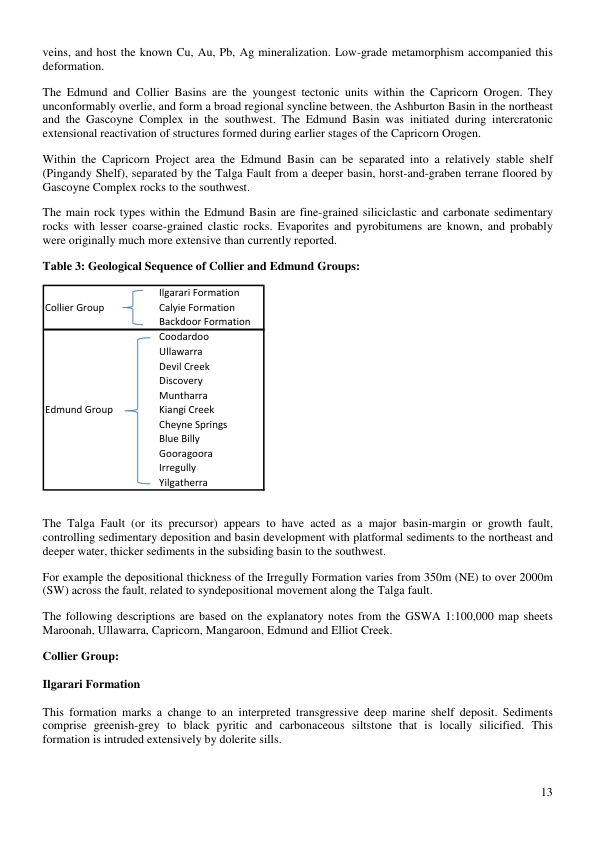 veins, and host the known Cu, Au, Pb, Ag mineralization. Low-grade metamorphism accompanied this
deformation.
The Edmund and Collier Basins are the youngest tectonic units within the Capricorn Orogen. They
unconformably overlie, and form a broad regional syncline between, the Ashburton Basin in the northeast
and the Gascoyne Complex in the southwest. The Edmund Basin was initiated during intercratonic
extensional reactivation of structures formed during earlier stages of the Capricorn Orogen.
Within the Capricorn Project area the Edmund Basin can be separated into a relatively stable shelf
(Pingandy Shelf), separated by the Talga Fault from a deeper basin, horst-and-graben terrane floored by
Gascoyne Complex rocks to the southwest.
The main rock types within the Edmund Basin are fine-grained siliciclastic and carbonate sedimentary
rocks with lesser coarse-grained clastic rocks. Evaporites and pyrobitumens are known, and probably
were originally much more extensive than currently reported.
Table 3: Geological Sequence of Collier and Edmund Groups:
Ilgarari Formation
Collier Group Calyie Formation
Backdoor Formation
Coodardoo
Ullawarra
Devil Creek
Discovery
Muntharra
Edmund Group Kiangi Creek
Cheyne Springs
Blue Billy
Gooragoora
Irregully
Yilgatherra
The Talga Fault (or its precursor) appears to have acted as a major basin-margin or growth fault,
controlling sedimentary deposition and basin development with platformal sediments to the northeast and
deeper water, thicker sediments in the subsiding basin to the southwest.
For example the depositional thickness of the Irregully Formation varies from 350m (NE) to over 2000m
(SW) across the fault, related to syndepositional movement along the Talga fault.
The following descriptions are based on the explanatory notes from the GSWA 1:100,000 map sheets
Maroonah, Ullawarra, Capricorn, Mangaroon, Edmund and Elliot Creek.
Collier Group:
Ilgarari Formation
This formation marks a change to an interpreted transgressive deep marine shelf deposit. Sediments
comprise greenish-grey to black pyritic and carbonaceous siltstone that is locally silicified. This
formation is intruded extensively by dolerite sills.
13